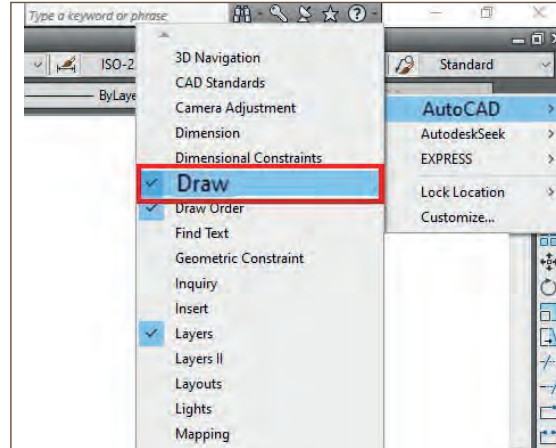 Type a keyword or phrase
ISO-2
Standard
ByLaye
3D Navigation
CAD Standards
Camera Adjustment
Dimension
Dimensional Constraints
Draw
Draw Order
Find Text
Geometric Constraint
Inquiry
Insert
Layers
Layers II
Layouts
Lights
Mapping
AutoCAD
AutodeskSeek
EXPRESS
Lock Location
Customize...